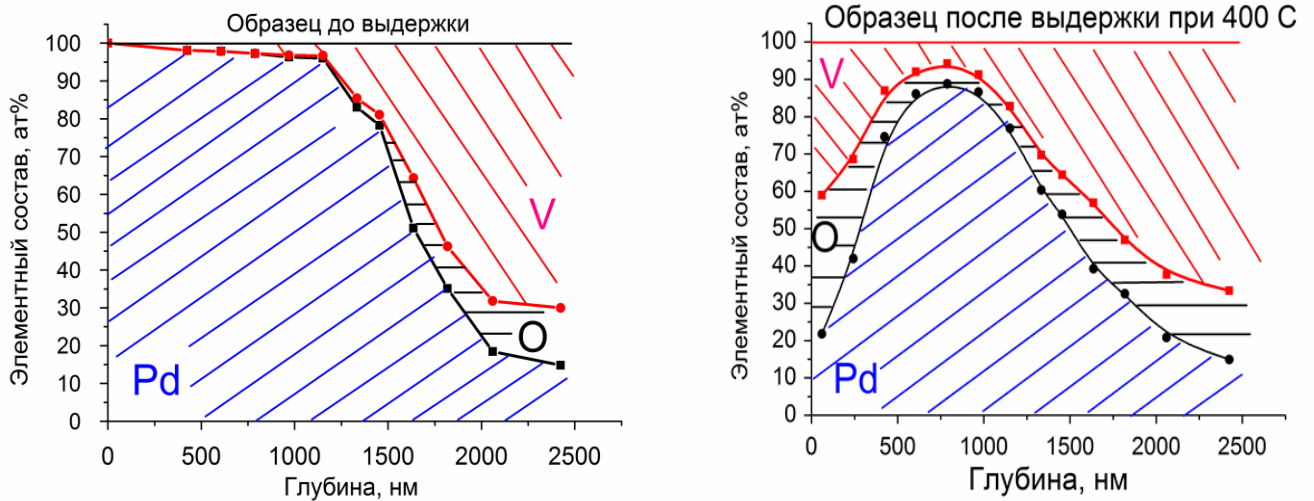 Образец до выдержки
Элементный состав, ат%
100
90
80
70
60
50
40
30
20
10
0
V
O
Pd
0
500
1000
1500
2000
2500
Глубина, нм
Образец после выдержки при 400 С
Элементный состав, ат%
100
90
80
70
60
50
40
30
20
10
0
V
O
Pd
0
500
1000
1500
2000
2500
Глубина, нм